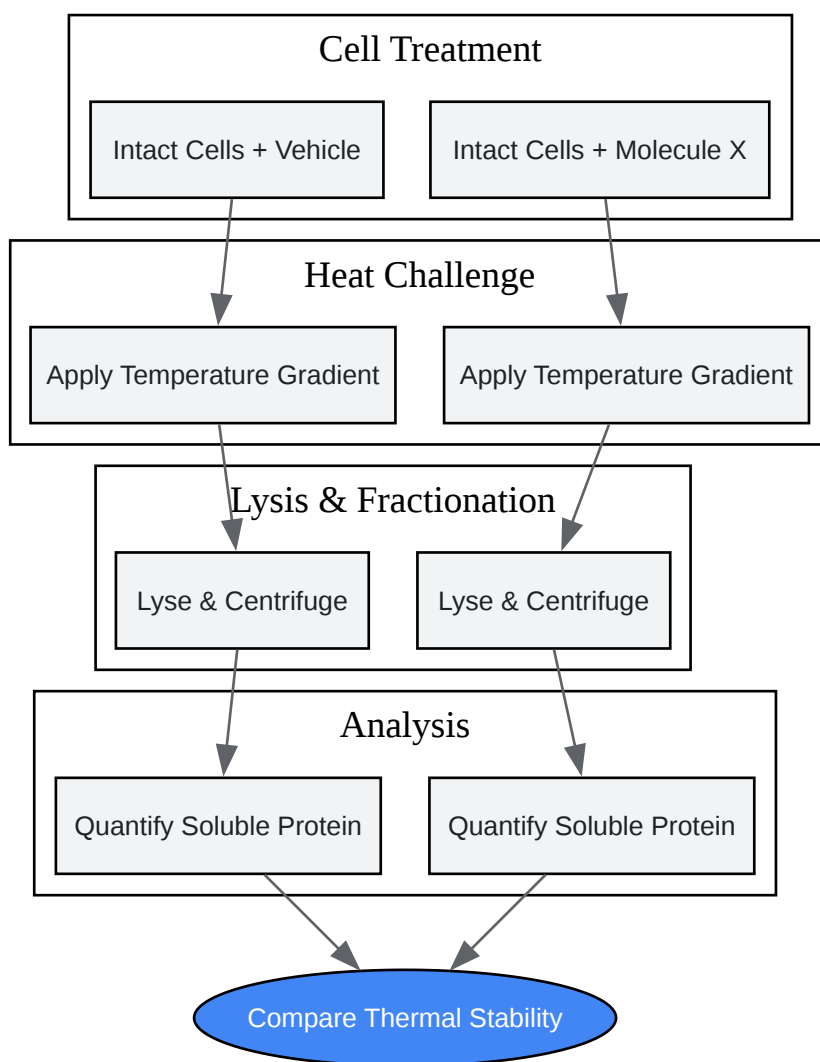 Cell Treatment
Intact Cells + Vehicle
Intact Cells + Molecule X
Heat Challenge
Apply Temperature Gradient
Apply Temperature Gradient
Lysis & Fractionation
Lyse & Centrifuge
Lyse & Centrifuge
Analysis
Quantify Soluble Protein
Quantify Soluble Protein
Compare Thermal Stability